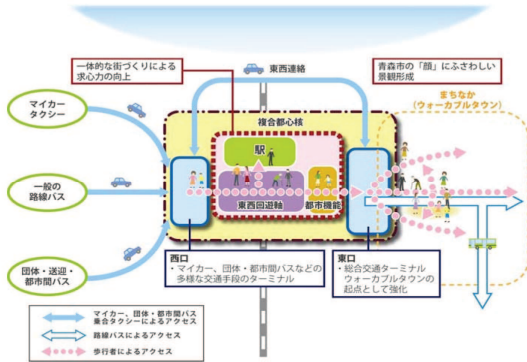 一体的な街づくりによる
求心力の向上
東西連絡
青森市の「顔」にふさわしい
景観形成
まちなか
(ウォーカブルタウン)
マイカー
タクシー
複合都心核
駅
一般の
路線バス
東西回遊軸
都市機能
団体・送迎・
都市間バス
西口
・マイカー、団体・都市間バスなどの
多様な交通手段のターミナル
東口
・総合交通ターミナル
ウォーカブルタウンの
起点として強化
マイカー、団体・都市間バス
乗合タクシーによるアクセス
路線バスによるアクセス
歩行者によるアクセス